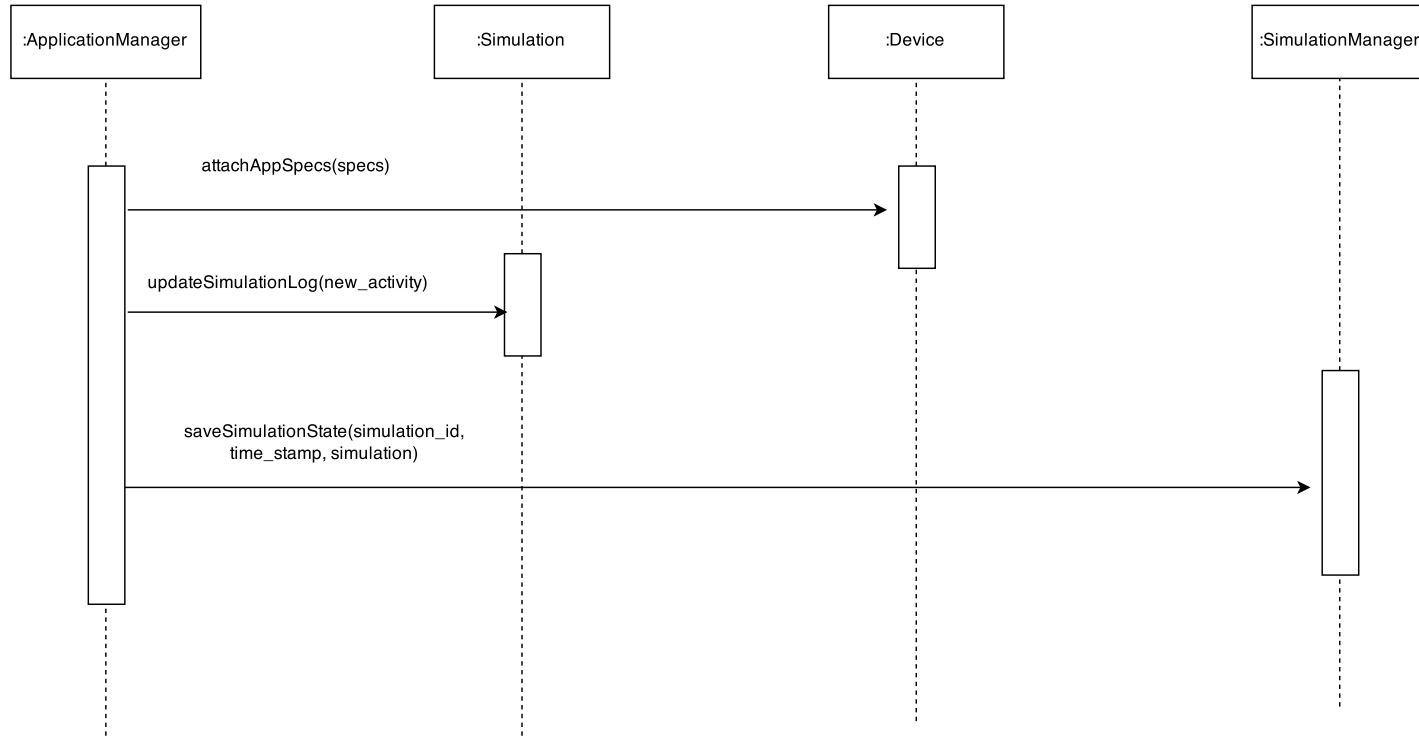 :ApplicationManager
:Simulation
:Device
:SimulationManager
attachAppSpecs(specs)
updateSimulationLog(new_activity)
saveSimulationState(simulation_id,
time_stamp, simulation)